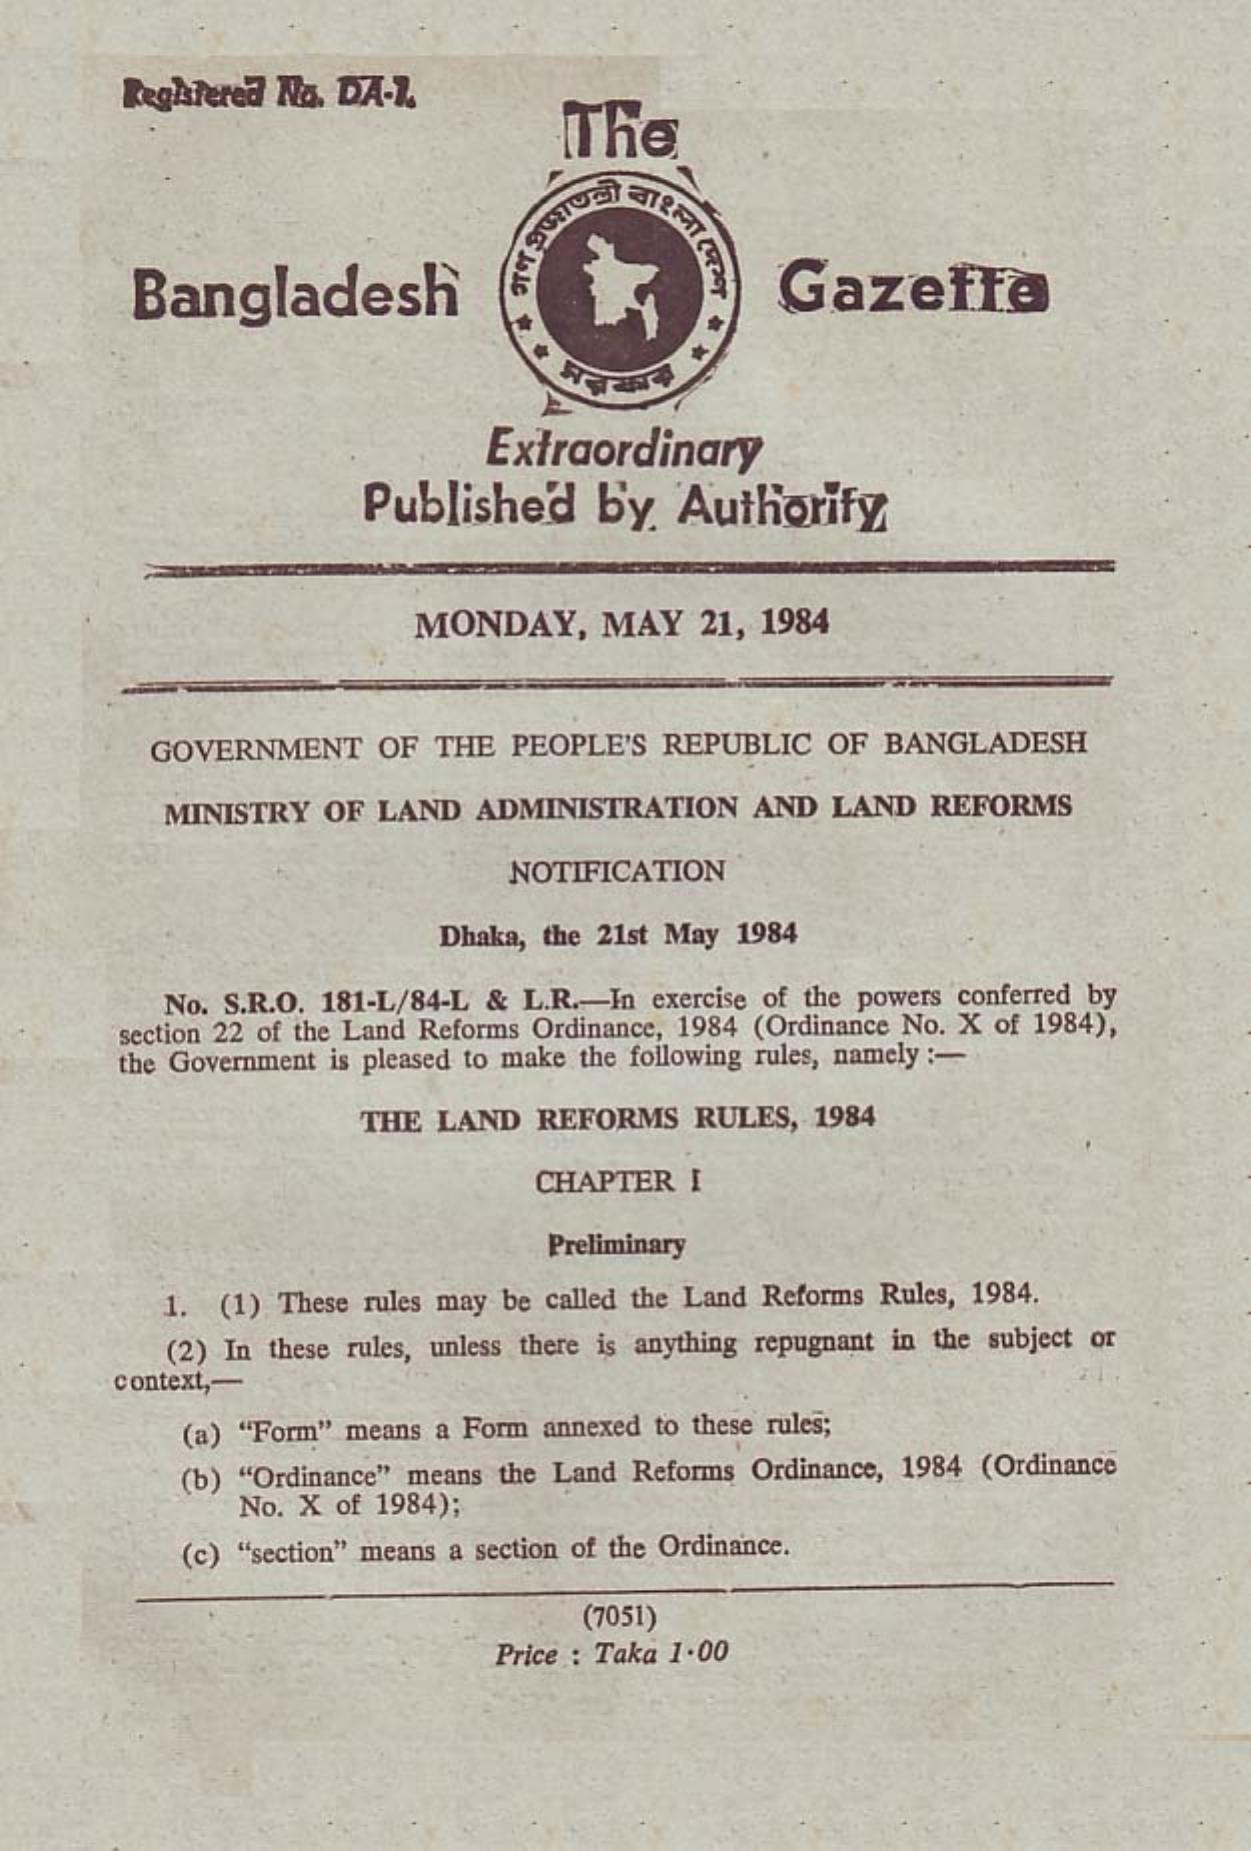 Registered No. DA-1.
The
গণ প্রজাতন্ত্রী বাংলাদেশ
সরকার
Bangladesh Gazette
Extraordinary
Published by Authority
MONDAY, MAY 21, 1984
GOVERNMENT OF THE PEOPLE'S REPUBLIC OF BANGLADESH
MINISTRY OF LAND ADMINISTRATION AND LAND REFORMS
NOTIFICATION
Dhaka, the 21st May 1984
No. S.R.O. 181-L/84-L & L.R.—In exercise of the powers conferred by
section 22 of the Land Reforms Ordinance, 1984 (Ordinance No. X of 1984),
the Government is pleased to make the following rules, namely :—
THE LAND REFORMS RULES, 1984
CHAPTER I
Preliminary
1. (1) These rules may be called the Land Reforms Rules, 1984.
(2) In these rules, unless there is anything repugnant in the subject or
context,—
(a) “Form” means a Form annexed to these rules;
(b) “Ordinance” means the Land Reforms Ordinance, 1984 (Ordinance
No. X of 1984);
(c) “section” means a section of the Ordinance.
(7051)
Price : Taka 1·00